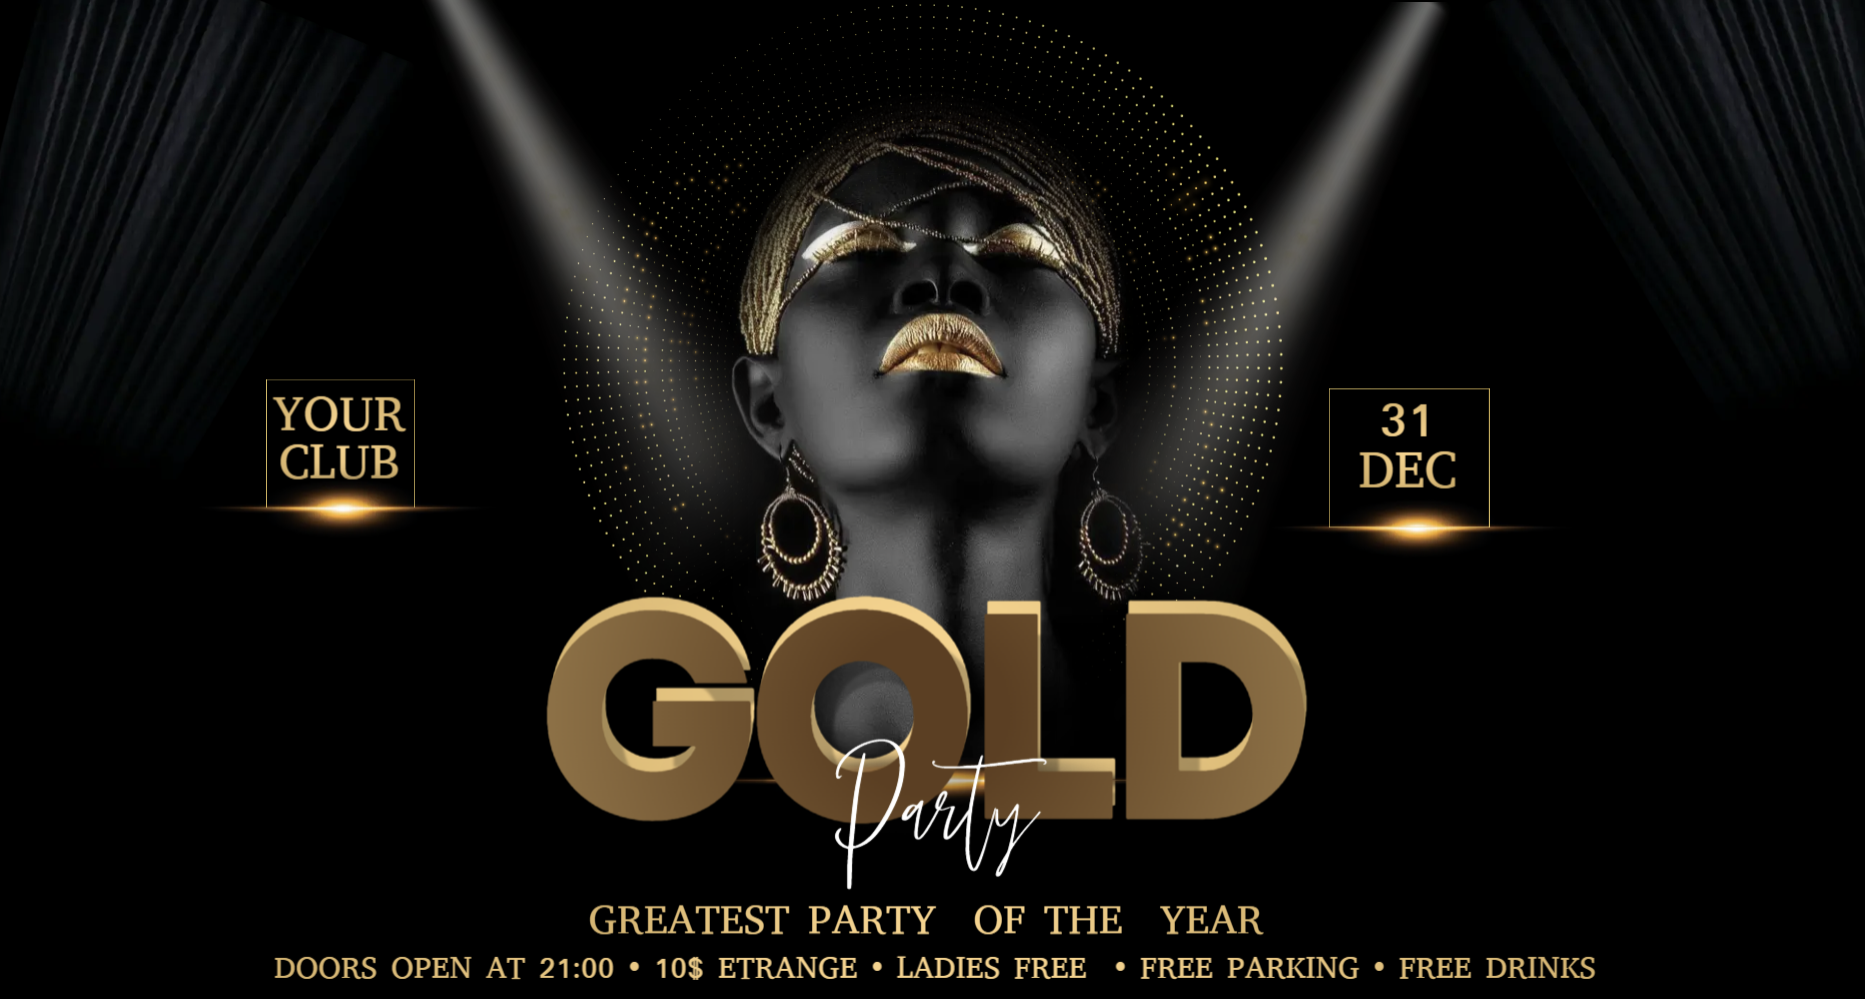 YOUR
CLUB
31
DEC
GOLD
Party
GREATEST PARTY OF THE YEAR
DOORS OPEN AT 21:00 • 10$ ETRANGE • LADIES FREE • FREE PARKING • FREE DRINKS